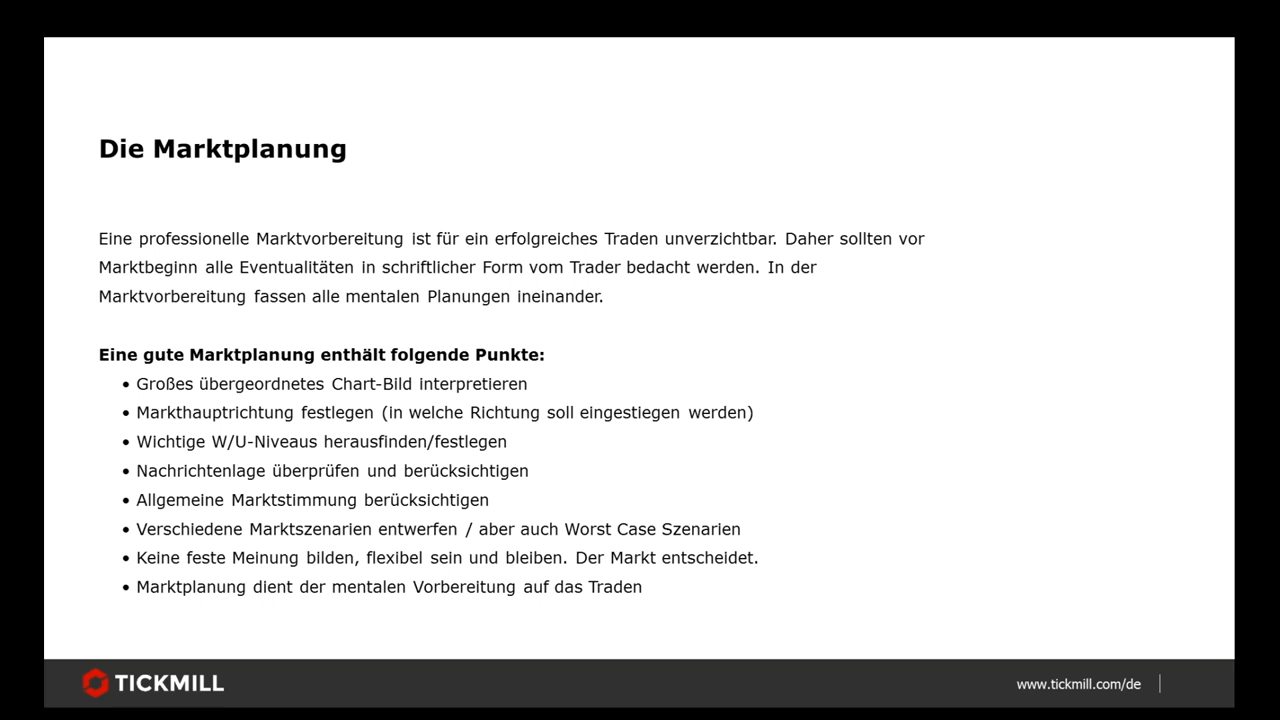 Die Marktplanung
Eine professionelle Marktvorbereitung ist für ein erfolgreiches Traden unverzichtbar. Daher sollten vor
Marktbeginn alle Eventualitäten in schriftlicher Form vom Trader bedacht werden. In der
Marktvorbereitung fassen alle mentalen Planungen ineinander.
Eine gute Marktplanung enthält folgende Punkte:
• Großes übergeordnetes Chart-Bild interpretieren
• Markthauptrichtung festlegen (in welche Richtung soll eingestiegen werden)
• Wichtige W/U-Niveaus herausfinden/festlegen
• Nachrichtenlage überprüfen und berücksichtigen
• Allgemeine Marktstimmung berücksichtigen
• Verschiedene Marktszenarien entwerfen / aber auch Worst Case Szenarien
• Keine feste Meinung bilden, flexibel sein und bleiben. Der Markt entscheidet.
• Marktplanung dient der mentalen Vorbereitung auf das Traden
TICKMILL
www.tickmill.com/de